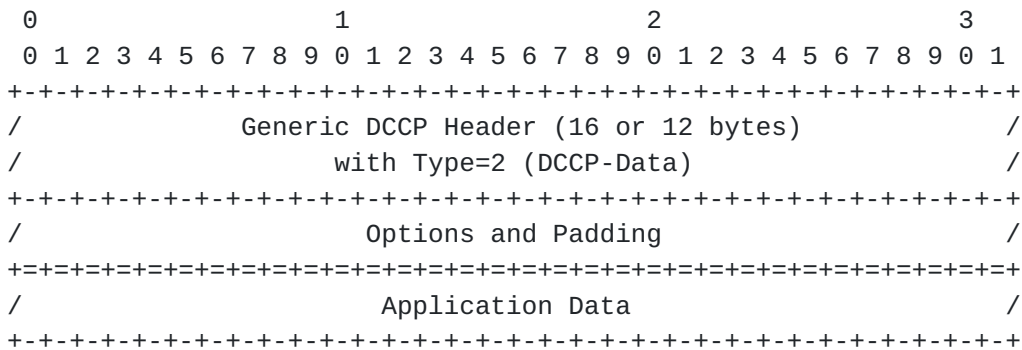 0                   1                   2                   3
 0 1 2 3 4 5 6 7 8 9 0 1 2 3 4 5 6 7 8 9 0 1 2 3 4 5 6 7 8 9 0 1
+-+-+-+-+-+-+-+-+-+-+-+-+-+-+-+-+-+-+-+-+-+-+-+-+-+-+-+-+-+-+-+-+
/              Generic DCCP Header (16 or 12 bytes)             /
/                    with Type=2 (DCCP-Data)                    /
+-+-+-+-+-+-+-+-+-+-+-+-+-+-+-+-+-+-+-+-+-+-+-+-+-+-+-+-+-+-+-+-+
/                      Options and Padding                      /
+=+=+=+=+=+=+=+=+=+=+=+=+=+=+=+=+=+=+=+=+=+=+=+=+=+=+=+=+=+=+=+=+
/                       Application Data                        /
+-+-+-+-+-+-+-+-+-+-+-+-+-+-+-+-+-+-+-+-+-+-+-+-+-+-+-+-+-+-+-+-+